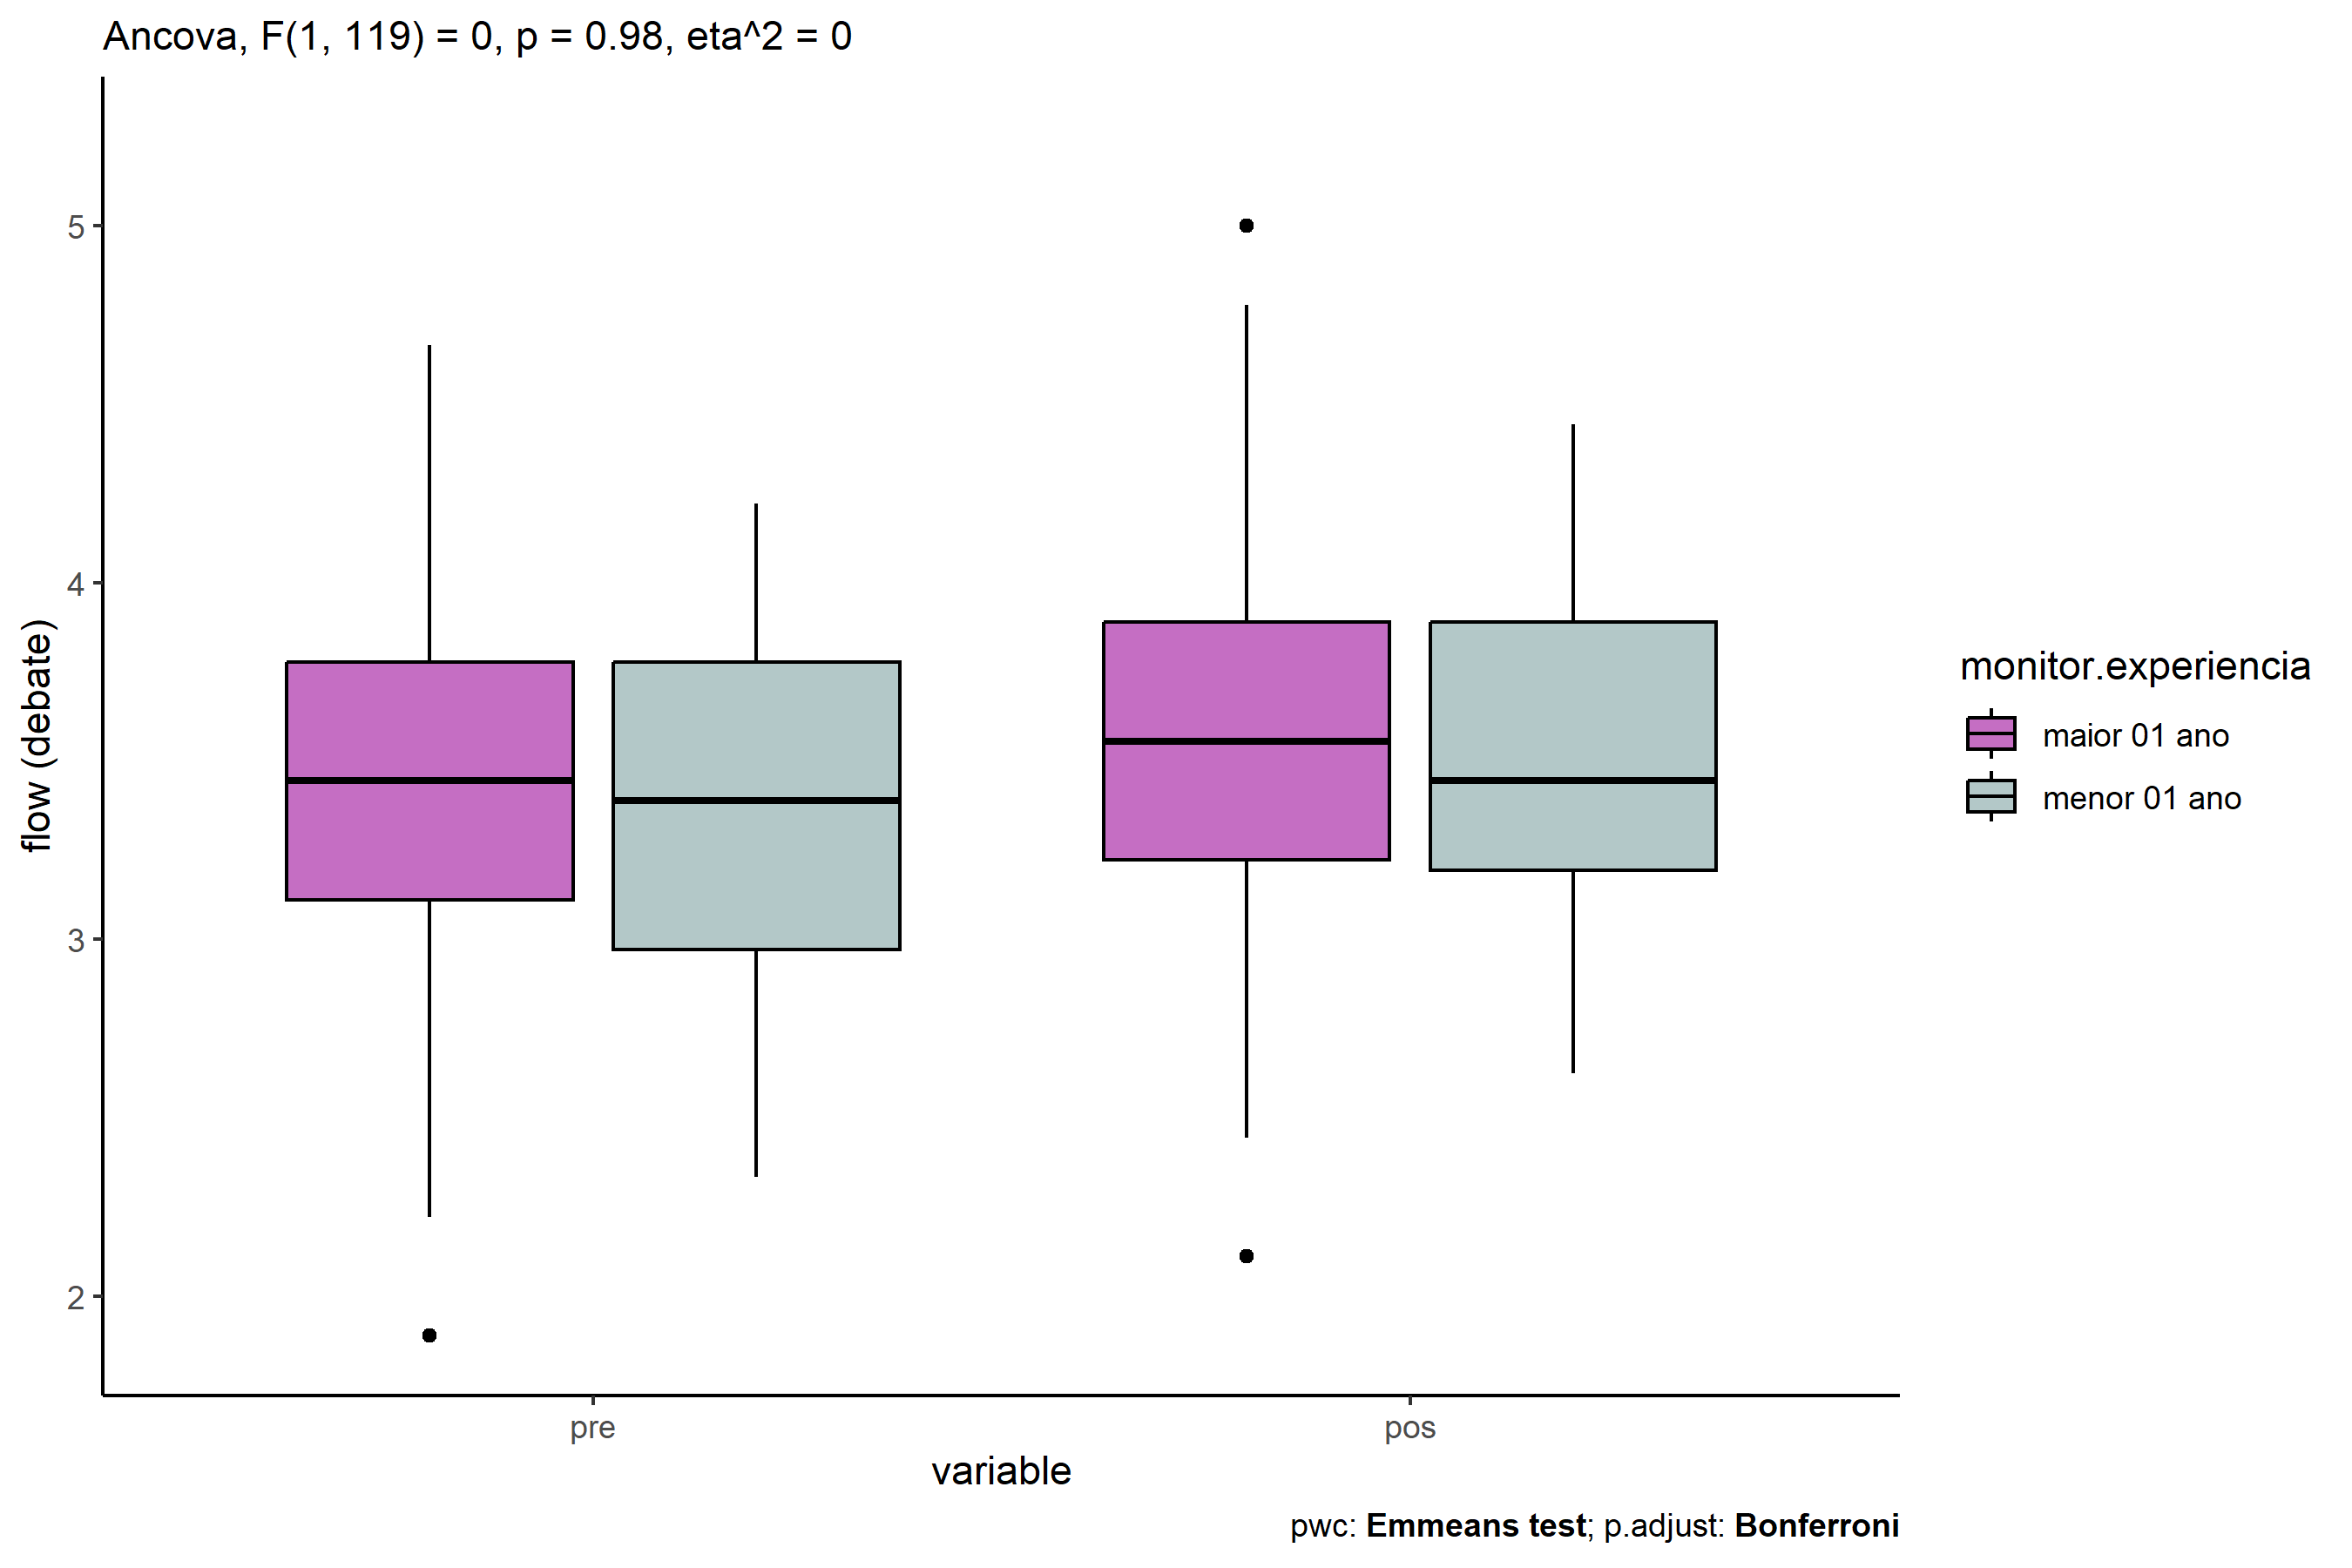 Ancova, F(1, 119) = 0, p = 0.98, eta^2 = 0
5
4
3
2
flow (debate)
pre
pos
variable
monitor.experiencia
maior 01 ano
menor 01 ano
pwc: Emmeans test; p.adjust: Bonferroni